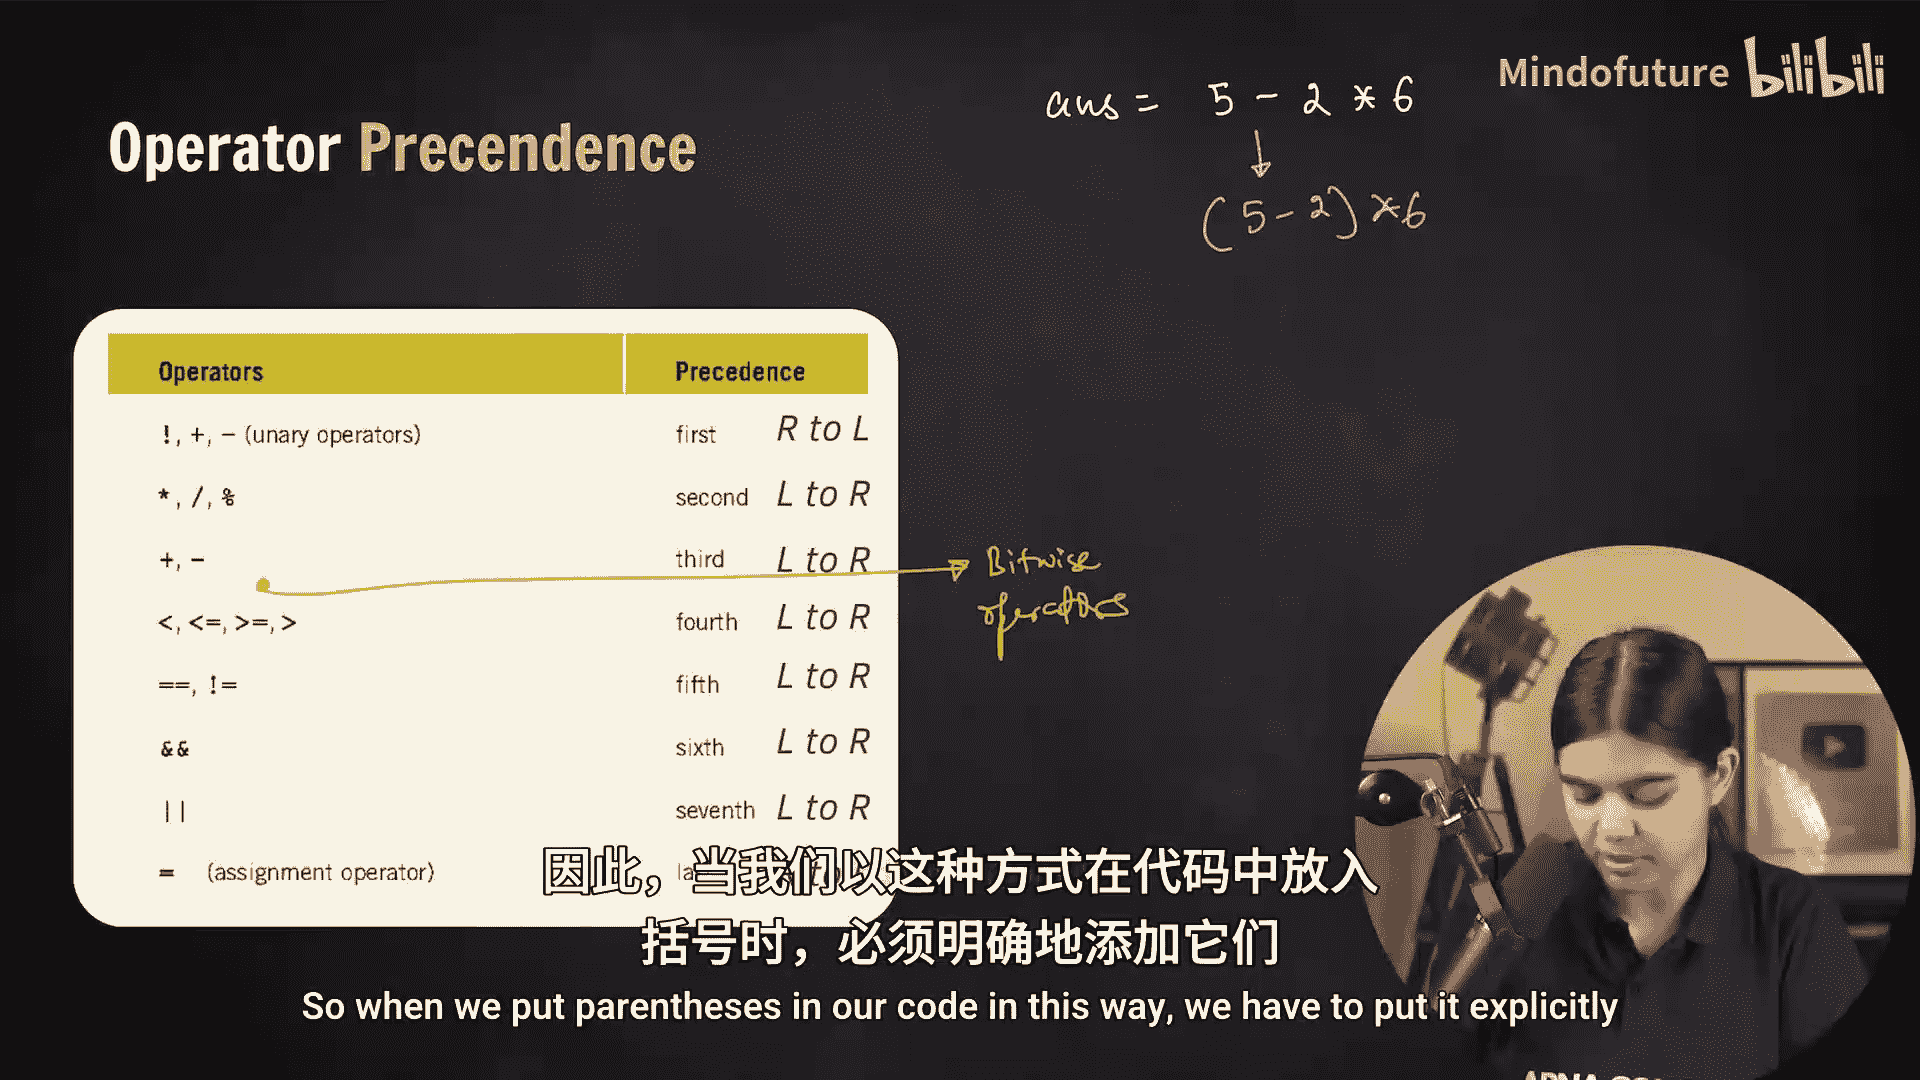 Mindofuture bilibili
ans = 5 - 2 * 6
Operator Precendence
(5-2) *6
Operators Precedence
!, +, - (unary operators) first R to L
*, /, % second L to R
+, - third L to R
Bitwise
operators
<, <=, >=, > fourth L to R
==, != fifth L to R
&& sixth L to R
|| seventh L to R
= (assignment operator)
因此，当我们以这种方式在代码中放入
括号时，必须明确地添加它们
So when we put parentheses in our code in this way, we have to put it explicitly